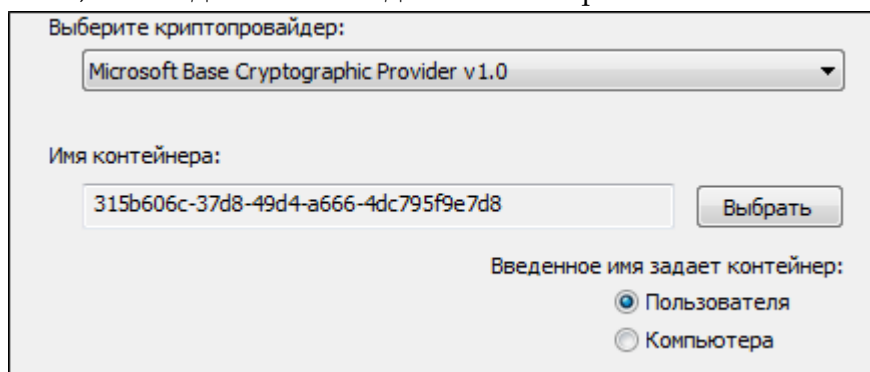 Выберите криптопровайдер:
Microsoft Base Cryptographic Provider v1.0
Имя контейнера:
315b606c-37d8-49d4-a666-4dc795f9e7d8
Выбрать
Введенное имя задает контейнер:
Пользователя
Компьютера